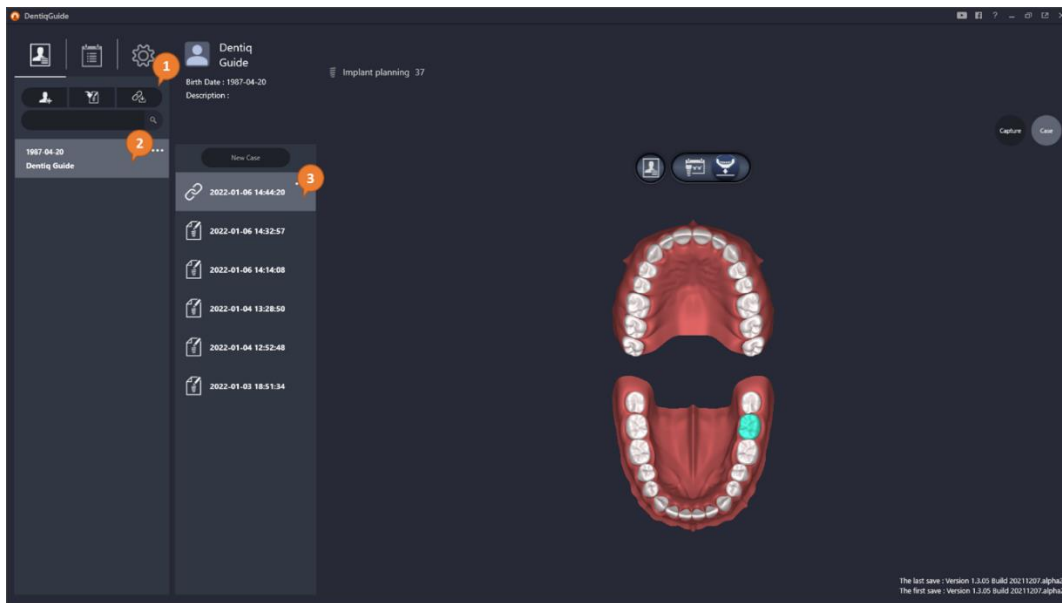 DentiqGuide
?
1
Dentiq
Guide
Birth Date : 1987-04-20
Description :
Implant planning 37
Capture
Case
2
1987-04-20
Dentiq Guide
New Case
3
2022-01-06 14:44:20
2022-01-06 14:32:57
2022-01-06 14:14:08
2022-01-04 13:28:50
2022-01-04 12:52:48
2022-01-03 18:51:34
The last save : Version 1.3.05 Build 20211207.alpha2
The first save : Version 1.3.05 Build 20211207.alpha